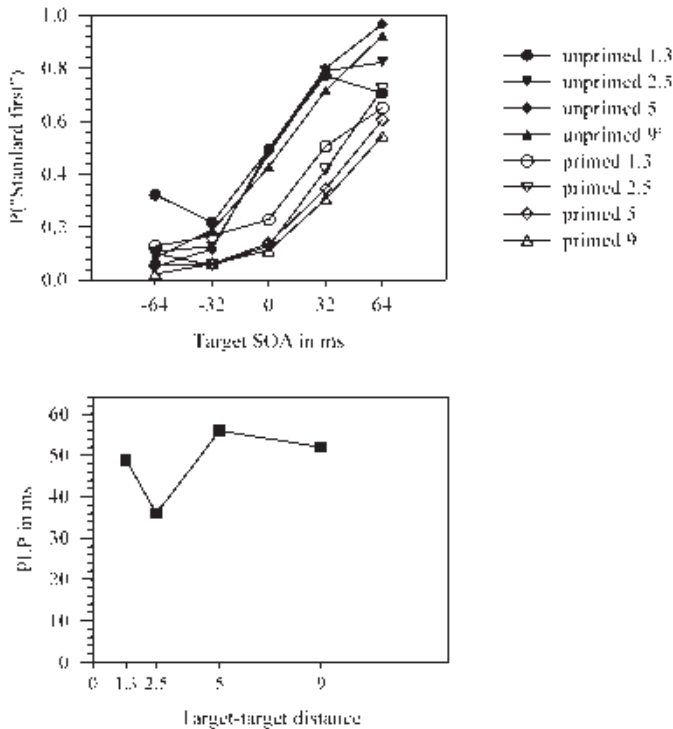 1.0
0.8
0.6
0.4
0.2
0.0
P("Standard first")
-64 -32 0 32 64
Target SOA in ms
unprimed 1.3
unprimed 2.5
unprimed 5
unprimed 9°
primed 1.3
primed 2.5
primed 5
primed 9
60
50
40
30
20
10
0
PLP in ms
0 1.3 2.5 5 9
Target-target distance